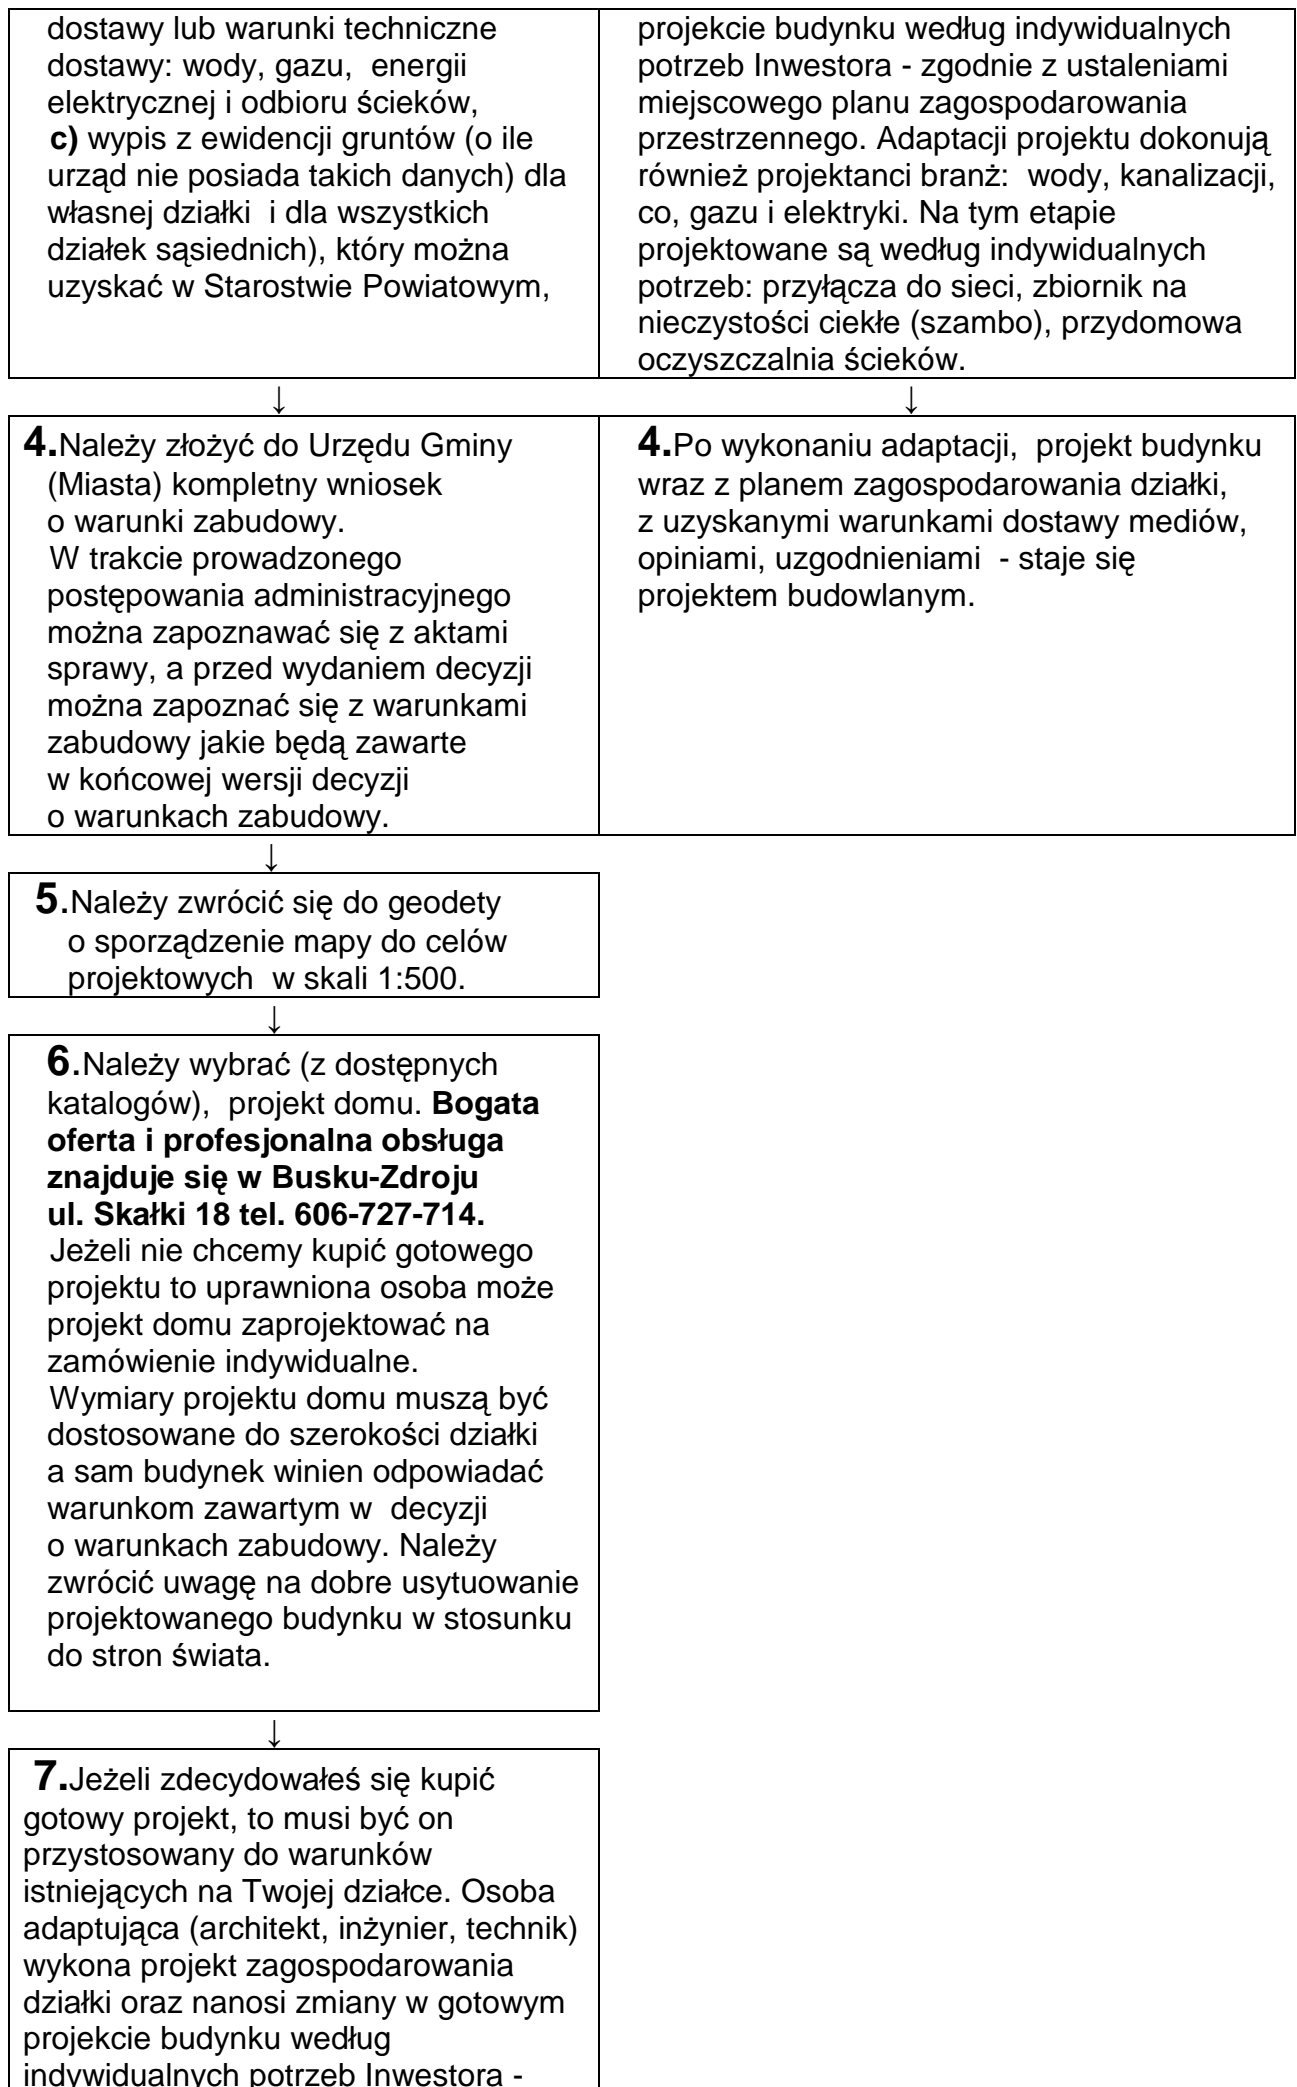 dostawy lub warunki techniczne
dostawy: wody, gazu, energii
elektrycznej i odbioru ścieków,
c) wypis z ewidencji gruntów (o ile
urząd nie posiada takich danych) dla
własnej działki i dla wszystkich
działek sąsiednich), który można
uzyskać w Starostwie Powiatowym,
projekcie budynku według indywidualnych
potrzeb Inwestora - zgodnie z ustaleniami
miejscowego planu zagospodarowania
przestrzennego. Adaptacji projektu dokonują
również projektanci branż: wody, kanalizacji,
co, gazu i elektryki. Na tym etapie
projektowane są według indywidualnych
potrzeb: przyłącza do sieci, zbiornik na
nieczystości ciekłe (szambo), przydomowa
oczyszczalnia ścieków.
↓ ↓
4.Należy złożyć do Urzędu Gminy
(Miasta) kompletny wniosek
o warunki zabudowy.
W trakcie prowadzonego
postępowania administracyjnego
można zapoznawać się z aktami
sprawy, a przed wydaniem decyzji
można zapoznać się z warunkami
zabudowy jakie będą zawarte
w końcowej wersji decyzji
o warunkach zabudowy.
4.Po wykonaniu adaptacji, projekt budynku
wraz z planem zagospodarowania działki,
z uzyskanymi warunkami dostawy mediów,
opiniami, uzgodnieniami - staje się
projektem budowlanym.
↓
5.Należy zwrócić się do geodety
o sporządzenie mapy do celów
projektowych w skali 1:500.
↓
6.Należy wybrać (z dostępnych
katalogów), projekt domu. Bogata
oferta i profesjonalna obsługa
znajduje się w Busku-Zdroju
ul. Skałki 18 tel. 606-727-714.
Jeżeli nie chcemy kupić gotowego
projektu to uprawniona osoba może
projekt domu zaprojektować na
zamówienie indywidualne.
Wymiary projektu domu muszą być
dostosowane do szerokości działki
a sam budynek winien odpowiadać
warunkom zawartym w decyzji
o warunkach zabudowy. Należy
zwrócić uwagę na dobre usytuowanie
projektowanego budynku w stosunku
do stron świata.
↓
7.Jeżeli zdecydowałeś się kupić
gotowy projekt, to musi być on
przystosowany do warunków
istniejących na Twojej działce. Osoba
adaptująca (architekt, inżynier, technik)
wykona projekt zagospodarowania
działki oraz nanosi zmiany w gotowym
projekcie budynku według
indywidualnych potrzeb Inwestora -